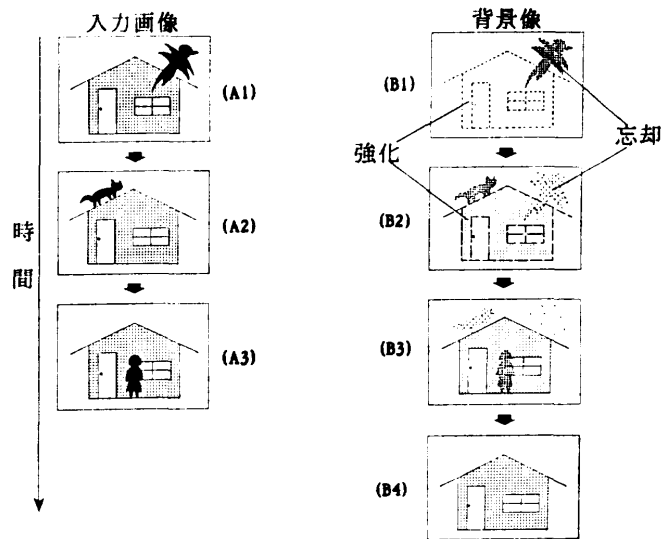 入力画像
背景像
(A1)
(B1)
強化
忘却
(A2)
(B2)
時
間
(A3)
(B3)
(B4)